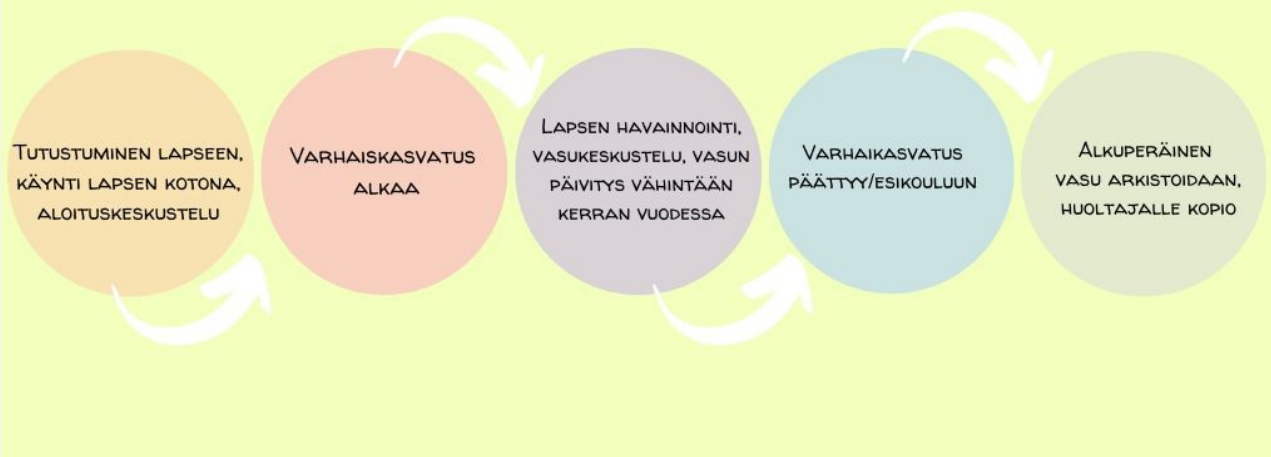 Tutustuminen lapseen,
käynti lapsen kotona,
aloituskeskustelu
Varhaiskasvatus
alkaa
Lapsen havainnointi,
vasukeskustelu, vasun
päivitys vähintään
kerran vuodessa
Varhaikasvatus
päättyy/esikouluun
Alkuperäinen
vasu arkistoidaan,
huoltajalle kopio